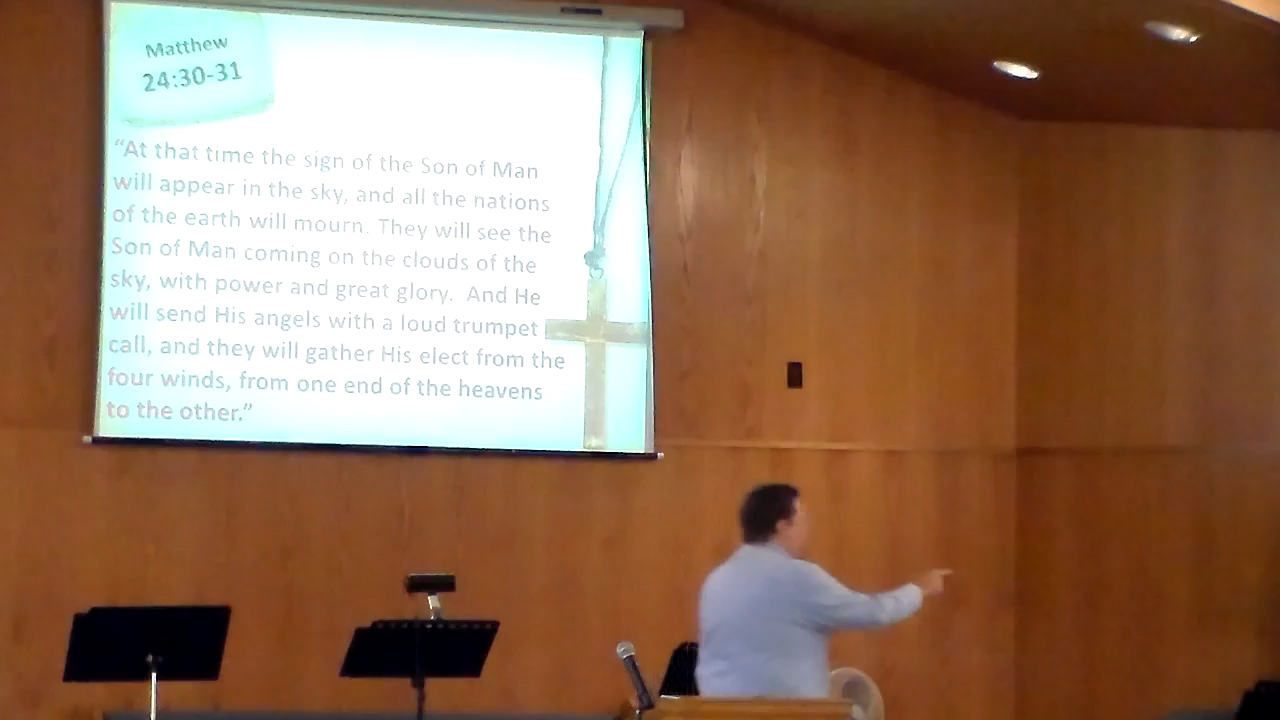 Matthew
24:30-31
“At that time the sign of the Son of Man
will appear in the sky, and all the nations
of the earth will mourn. They will see the
Son of Man coming on the clouds of the
sky, with power and great glory.  And He
will send His angels with a loud trumpet
call, and they will gather His elect from the
four winds, from one end of the heavens
to the other.”